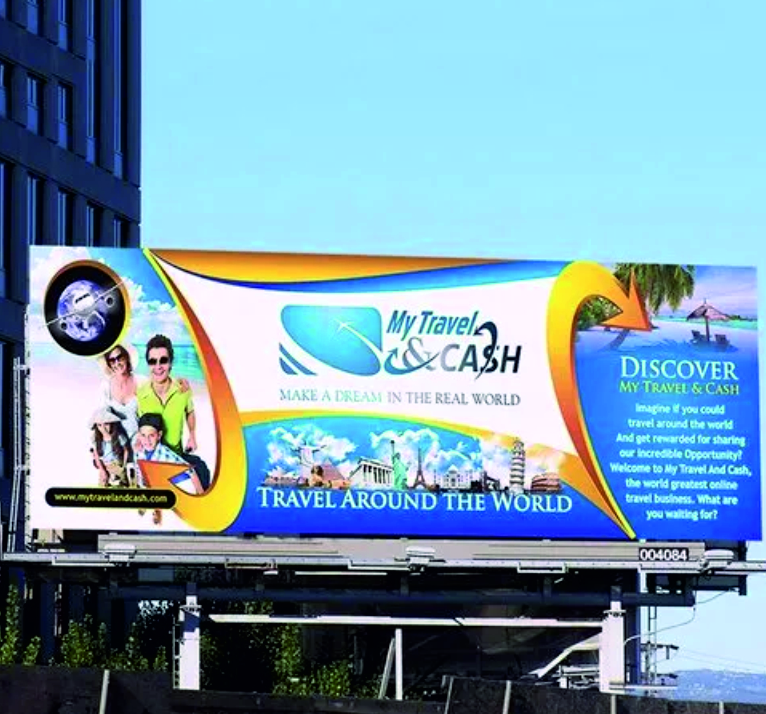 My Travel
& CASH
MAKE A DREAM IN THE REAL WORLD
TRAVEL AROUND THE WORLD
www.mytravelandcash.com
DISCOVER
MY TRAVEL & CASH
Imagine if you could
travel around the world
And get rewarded for sharing
our incredible Opportunity?
Welcome to My Travel And Cash,
the world greatest online
travel business. What are
you waiting for?
004084